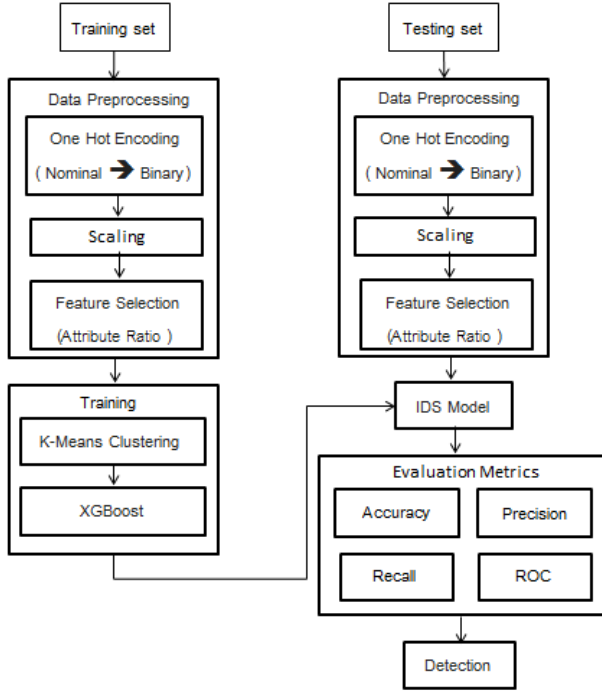 Training set
Data Preprocessing
One Hot Encoding
( Nominal ➔ Binary )
Scaling
Feature Selection
(Attribute Ratio )
Training
K-Means Clustering
XGBoost
Testing set
Data Preprocessing
One Hot Encoding
( Nominal ➔ Binary )
Scaling
Feature Selection
(Attribute Ratio )
IDS Model
Evaluation Metrics
Accuracy
Precision
Recall
ROC
Detection